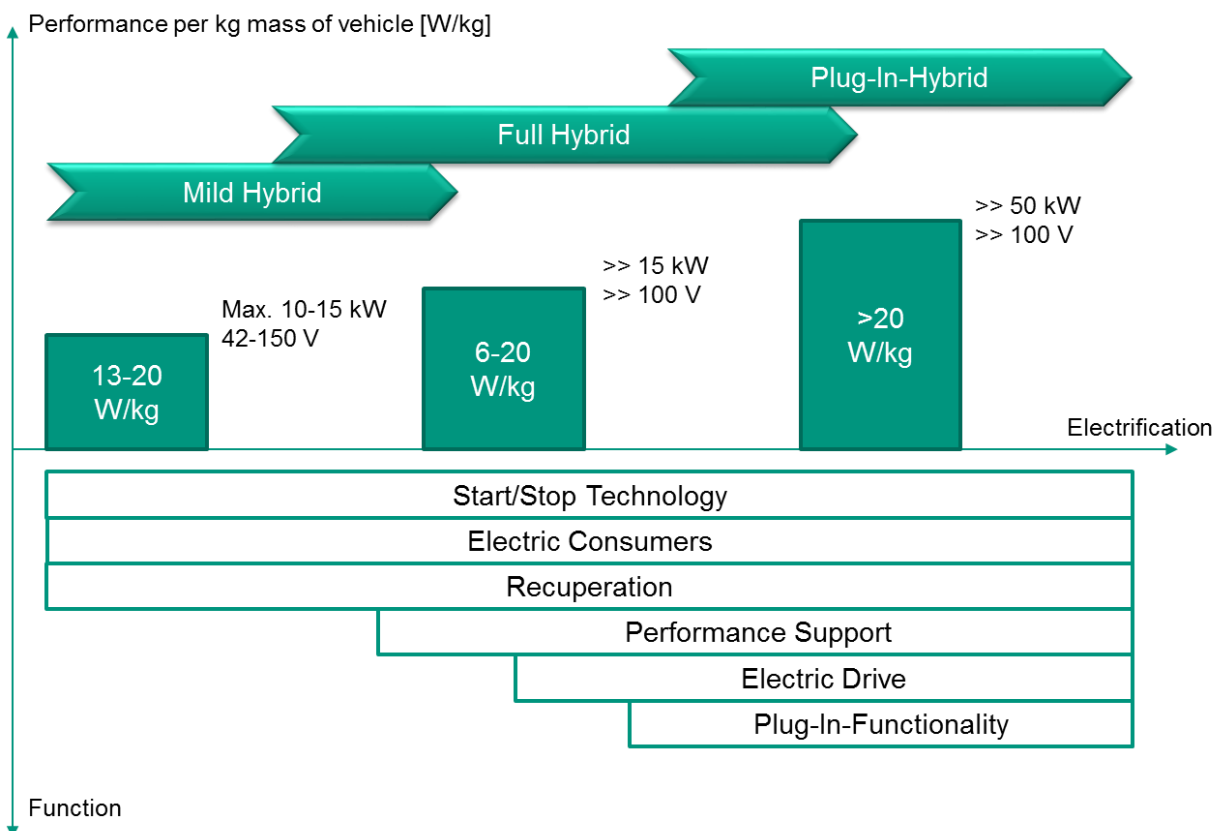 Performance per kg mass of vehicle [W/kg]
Plug-In-Hybrid
Full Hybrid
Mild Hybrid
>> 50 kW
>> 100 V
>> 15 kW
>> 100 V
Max. 10-15 kW
42-150 V
13-20
W/kg
6-20
W/kg
>20
W/kg
Electrification
Start/Stop Technology
Electric Consumers
Recuperation
Performance Support
Electric Drive
Plug-In-Functionality
Function